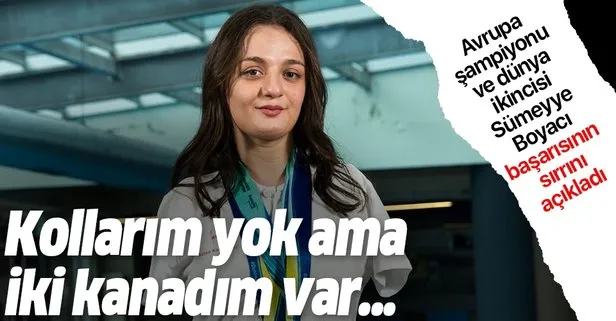 Avrupa
şampiyonu
ve dünya
ikincisi
Sümeyye
Boyacı
başarısının
sırrını
açıkladı
Kollarım yok ama
iki kanadım var...